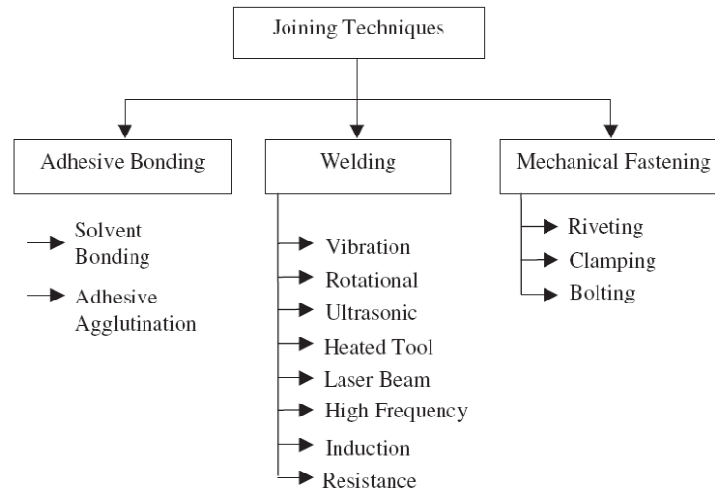 Joining Techniques
Adhesive Bonding
Welding
Mechanical Fastening
Solvent
Bonding
Adhesive
Agglutination
Vibration
Rotational
Ultrasonic
Heated Tool
Laser Beam
High Frequency
Induction
Resistance
Riveting
Clamping
Bolting